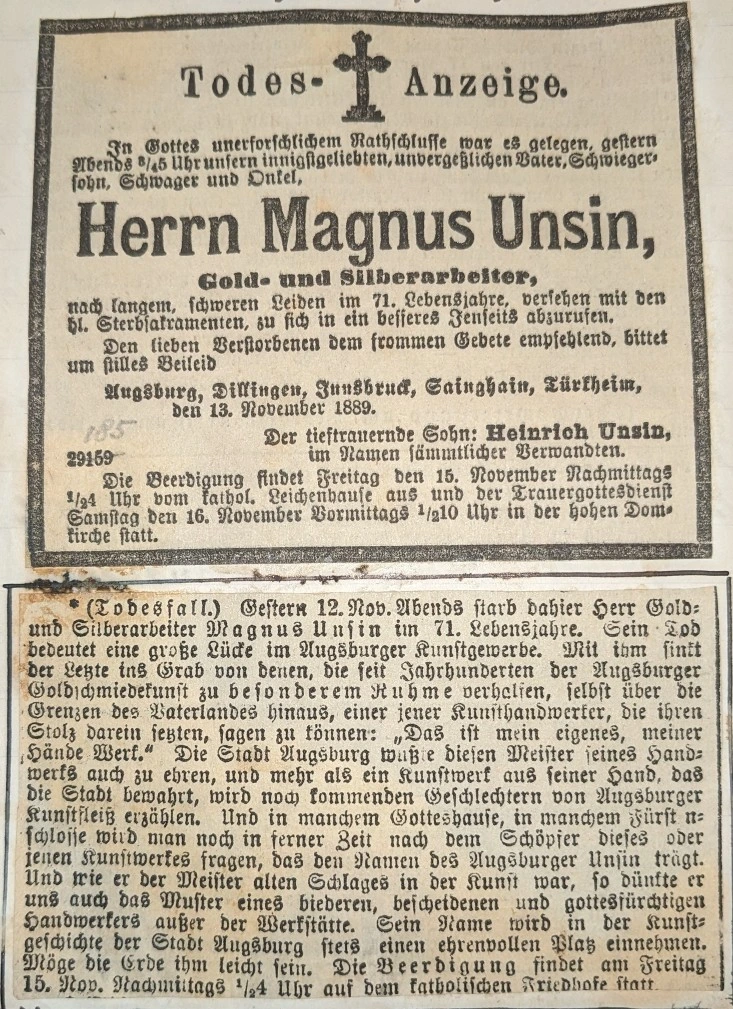 Todes-Anzeige.
In Gottes unerforschlichem Rathschlusse war es gelegen, gestern
Abends 3/45 Uhr unsern innigstgeliebten, unvergeßlichen Vater, Schwieger-
sohn, Schwager und Onkel,
Herrn Magnus Unsin,
Gold- und Silberarbeiter,
nach langem, schweren Leiden im 71. Lebensjahre, versehen mit den
hl. Sterbsakramenten, zu sich in ein besseres Jenseits abzurufen.
Den lieben Verstorbenen dem frommen Gebete empfehlend, bittet
um stilles Beileid
Augsburg, Dillingen, Innsbruck, Sainghain, Türkheim,
den 13. November 1889.
185
Der tieftrauernde Sohn: Heinrich Unsin,
29159 im Namen sämmtlicher Verwandten.
Die Beerdigung findet Freitag den 15. November Nachmittags
1/24 Uhr vom kathol. Leichenhause aus und der Trauergottesdienst
Samstag den 16. November Vormittags 1/210 Uhr in der hohen Dom-
kirche statt.
* (Todesfall.) Gestern 12. Nov. Abends starb dahier Herr Gold-
und Silberarbeiter Magnus Unsin im 71. Lebensjahre. Sein Tod
bedeutet eine große Lücke im Augsburger Kunstgewerbe. Mit ihm sinkt
der Letzte ins Grab von denen, die seit Jahrhunderten der Augsburger
Goldschmiedekunst zu besonderem Ruhme verhalfen, selbst über die
Grenzen des Vaterlandes hinaus, einer jener Kunsthandwerker, die ihren
Stolz darein setzten, sagen zu können: „Das ist mein eigenes, meiner
Hände Werk.“ Die Stadt Augsburg wußte diesen Meister seines Hand-
werks auch zu ehren, und mehr als ein Kunstwerk aus seiner Hand, das
die Stadt bewahrt, wird noch kommenden Geschlechtern von Augsburger
Kunstfleiß erzählen. Und in manchem Gotteshause, in manchem Fürst n-
schlosse wird man noch in ferner Zeit nach dem Schöpfer dieses oder
jenen Kunstwerkes fragen, das den Namen des Augsburger Unsin trägt.
Und wie er der Meister alten Schlages in der Kunst war, so dünkte er
uns auch das Muster eines biederen, bescheidenen und gottesfürchtigen
Handwerkers außer der Werkstätte. Sein Name wird in der Kunst-
geschichte der Stadt Augsburg stets einen ehrenvollen Platz einnehmen.
Möge die Erde ihm leicht sein. Die Beerdigung findet am Freitag
15. Nov. Nachmittags 1/24 Uhr auf dem katholischen Friedhofe statt.